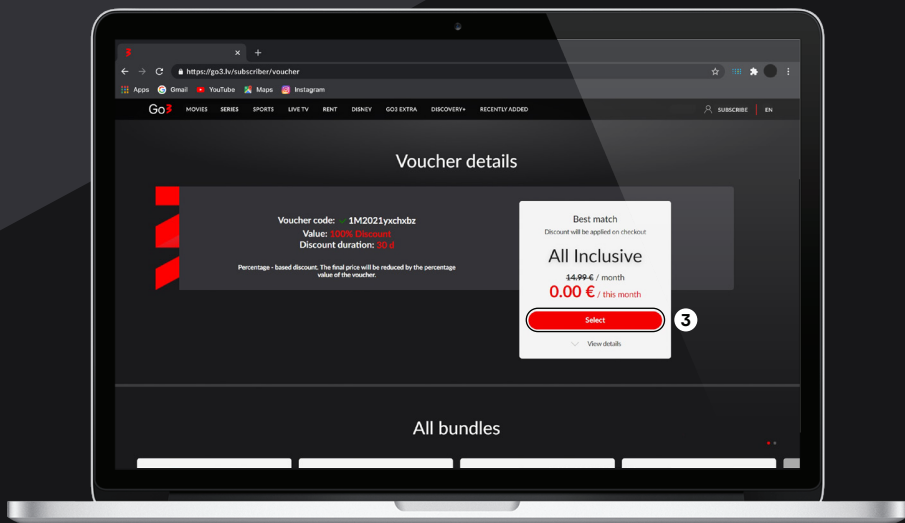 https://go3.lv/subscriber/voucher
Apps Gmail YouTube Maps Instagram
Go3 MOVIES SERIES SPORTS LIVE TV RENT DISNEY GO3 EXTRA DISCOVERY+ RECENTLY ADDED SUBSCRIBE EN
Voucher details
Voucher code: 1M2021yxchxbz
Value: 100% Discount
Discount duration: 30 d
Percentage - based discount. The final price will be reduced by the percentage
value of the voucher.
Best match
Discount will be applied on checkout
All Inclusive
14.99 € / month
0.00 € / this month
Select
3
View details
All bundles